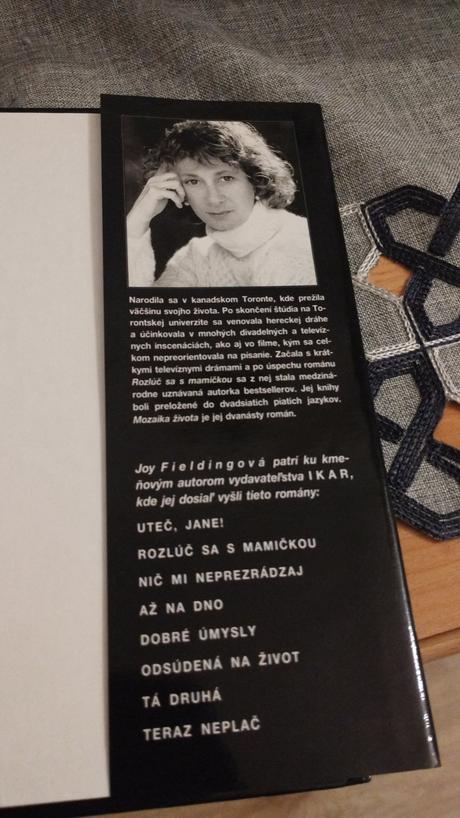 Narodila sa v kanadskom Toronte, kde prežila
väčšinu svojho života. Po skončení štúdia na To-
rontskej univerzite sa venovala hereckej dráhe
a účinkovala v mnohých divadelných a televíz-
nych inscenáciách, ako aj vo filme, kým sa cel-
kom nepreorientovala na písanie. Začala s krát-
kymi televíznymi drámami a po úspechu románu
Rozlúč sa s mamičkou sa z nej stala mediziná-
rodne uznávaná autorka bestsellerov. Jej knihy
boli preložené do dvadsiatich piatich jazykov.
Mozaika života je jej dvanásty román.
Joy Fieldingová patrí ku kme-
ňovým autorom vydavateľstva IKAR,
kde jej dosiaľ vyšli tieto romány:
UTEČ, JANE!
ROZLÚČ SA S MAMIČKOU
NIČ MI NEPREZRÁDZAJ
AŽ NA DNO
DOBRÉ ÚMYSLY
ODSÚDENÁ NA ŽIVOT
TÁ DRUHÁ
TERAZ NEPLAČ